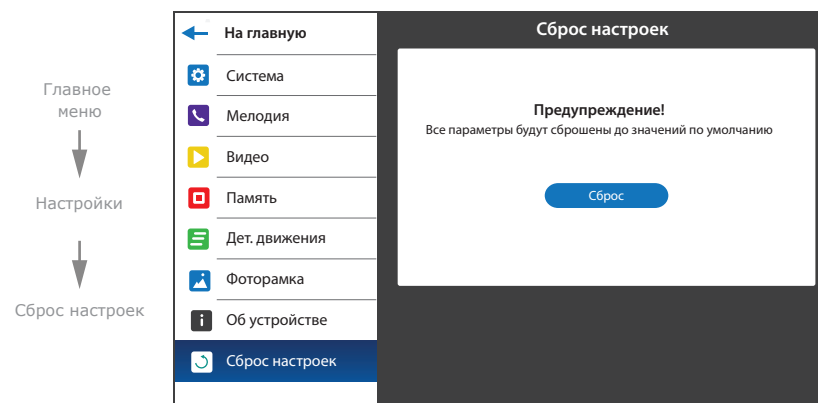 Главное
меню
Настройки
Сброс настроек
На главную
Система
Мелодия
Видео
Память
Дет. движения
Фоторамка
Об устройстве
Сброс настроек
Сброс настроек
Предупреждение!
Все параметры будут сброшены до значений по умолчанию
Сброс